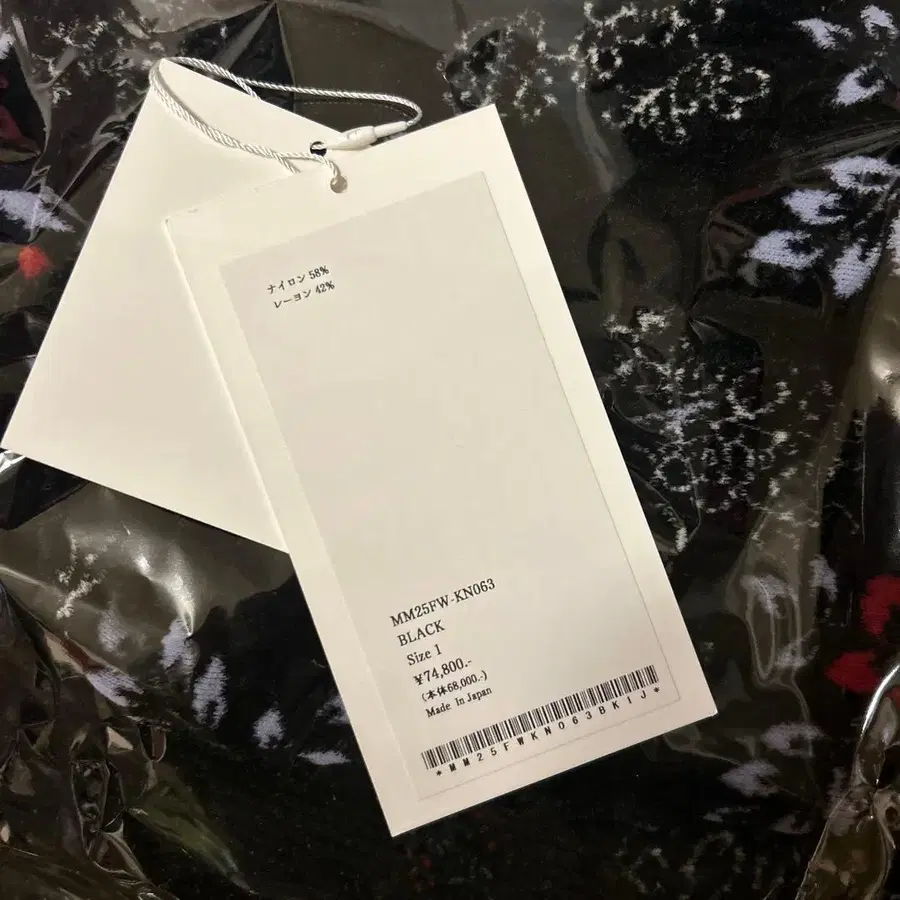 ナイロン 58%
レーヨン 42%
MM25FW-KN063
BLACK
Size 1
¥74,800.-
(本体68,000.-)
Made in Japan
*MM25FWKN063BK1J*